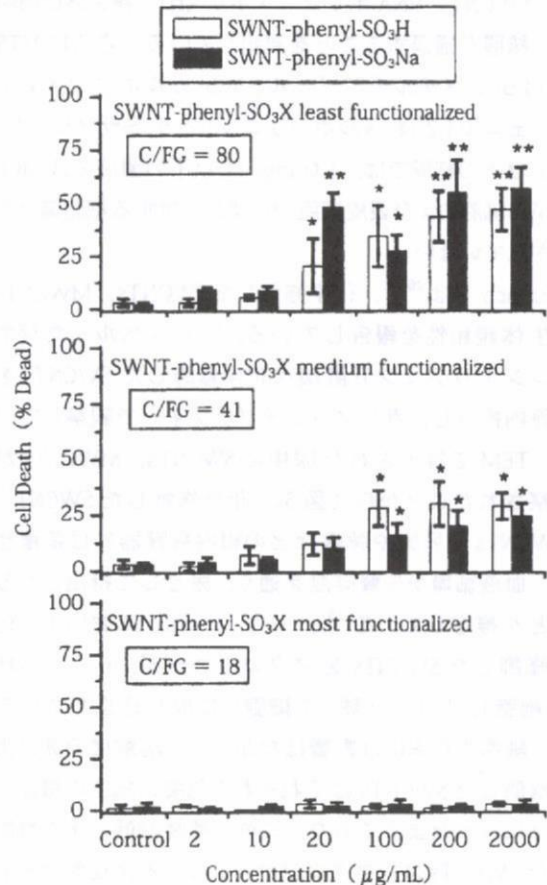 SWNT-phenyl-SO₃H
SWNT-phenyl-SO₃Na
100
75
50
25
0
SWNT-phenyl-SO₃X least functionalized
C/FG = 80
* ** * * ** ** ** **
100
75
50
25
0
SWNT-phenyl-SO₃X medium functionalized
C/FG = 41
* * * * *
100
75
50
25
0
SWNT-phenyl-SO₃X most functionalized
C/FG = 18
Cell Death (% Dead)
Control 2 10 20 100 200 2000
Concentration (μg/mL)